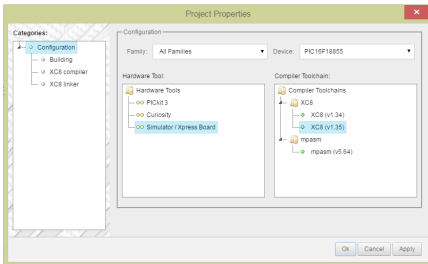 Project Properties
Categories:
Configuration
Building
XC8 compiler
XC8 linker
Configuration
Family: All Families Device: PIC16F18855
Hardware Tool:
Hardware Tools
PICkit 3
Curiosity
Simulator / Xpress Board
Compiler Toolchain:
Compiler Toolchains
XC8
XC8 (v1.34)
XC8 (v1.35)
mpasm
mpasm (v5.64)
Ok Cancel Apply